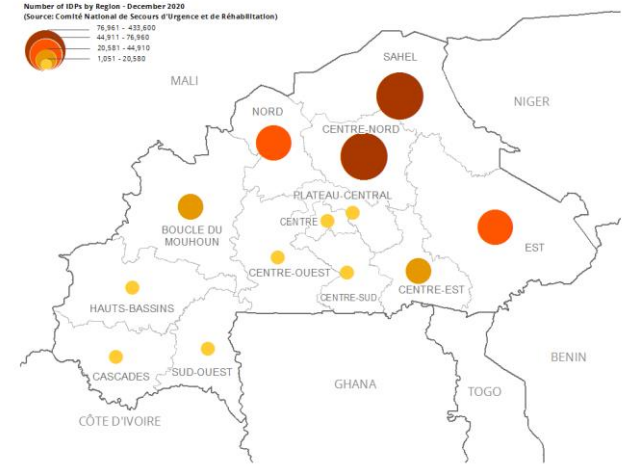 Number of IDPs by Region - December 2020
(Source: Comité National de Secours d'Urgence et de Réhabilitation)
76,961 - 433,600
44,911 - 76,960
20,581 - 44,910
1,051 - 20,580
SAHEL
MALI
NIGER
NORD
CENTRE-NORD
PLATEAU-CENTRAL
CENTRE
BOUCLE DU
MOUHOUN
EST
CENTRE-OUEST
CENTRE-EST
CENTRE-SUD
HAUTS-BASSINS
BENIN
CASCADES
SUD-OUEST
GHANA
TOGO
CÔTE D'IVOIRE